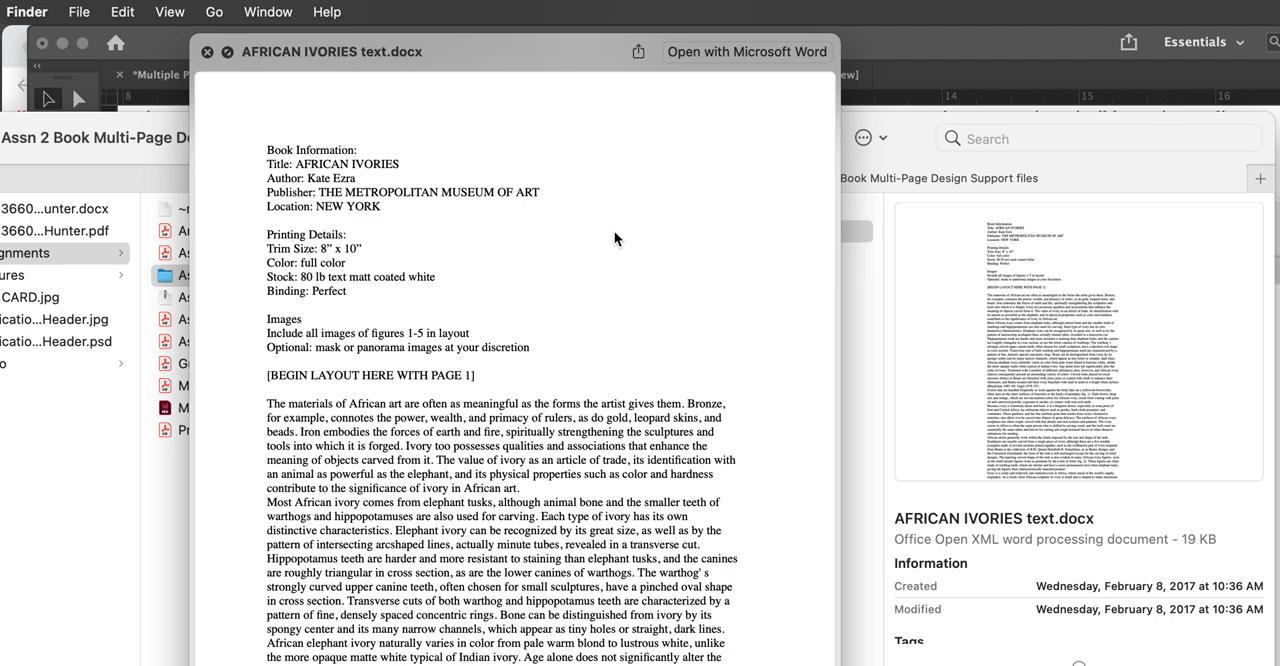 Finder File Edit View Go Window Help
AFRICAN IVORIES text.docx
Open with Microsoft Word
Essentials
*Multiple P
ew]
8
14
15
16
Assn 2 Book Multi-Page De
Search
Book Multi-Page Design Support files
3660...unter.docx
3660...Hunter.pdf
gnments
ures
CARD.jpg
icatio...Header.jpg
icatio...Header.psd
o
Book Information:
Title: AFRICAN IVORIES
Author: Kate Ezra
Publisher: THE METROPOLITAN MUSEUM OF ART
Location: NEW YORK
Printing Details:
Trim Size: 8” x 10”
Color: full color
Stock: 80 lb text matt coated white
Binding: Perfect
Images
Include all images of figures 1-5 in layout
Optional: mask or panorama images at your discretion
[BEGIN LAYOUT HERE WITH PAGE 1]
The materials of African art are often as meaningful as the forms the artist gives them. Bronze,
for example, connotes the power, wealth, and primacy of rulers, as do gold, leopard skins, and
beads. Iron embodies the forces of earth and fire, spiritually strengthening the sculptures and
tools into which it is forged. Ivory too possesses qualities and associations that enhance the
meaning of objects carved from it. The value of ivory as an article of trade, its identification with
an animal as powerful as the elephant, and its physical properties such as color and hardness
contribute to the significance of ivory in African art.
Most African ivory comes from elephant tusks, although animal bone and the smaller teeth of
warthogs and hippopotamuses are also used for carving. Each type of ivory has its own
distinctive characteristics. Elephant ivory can be recognized by its great size, as well as by the
pattern of intersecting arcshaped lines, actually minute tubes, revealed in a transverse cut.
Hippopotamus teeth are harder and more resistant to staining than elephant tusks, and the canines
are roughly triangular in cross section, as are the lower canines of warthogs. The warthog' s
strongly curved upper canine teeth, often chosen for small sculptures, have a pinched oval shape
in cross section. Transverse cuts of both warthog and hippopotamus teeth are characterized by a
pattern of fine, densely spaced concentric rings. Bone can be distinguished from ivory by its
spongy center and its many narrow channels, which appear as tiny holes or straight, dark lines.
African elephant ivory naturally varies in color from pale warm blond to lustrous white, unlike
the more opaque matte white typical of Indian ivory. Age alone does not significantly alter the
AFRICAN IVORIES text.docx
Office Open XML word processing document - 19 KB
Information
Created Wednesday, February 8, 2017 at 10:36 AM
Modified Wednesday, February 8, 2017 at 10:36 AM
Tags